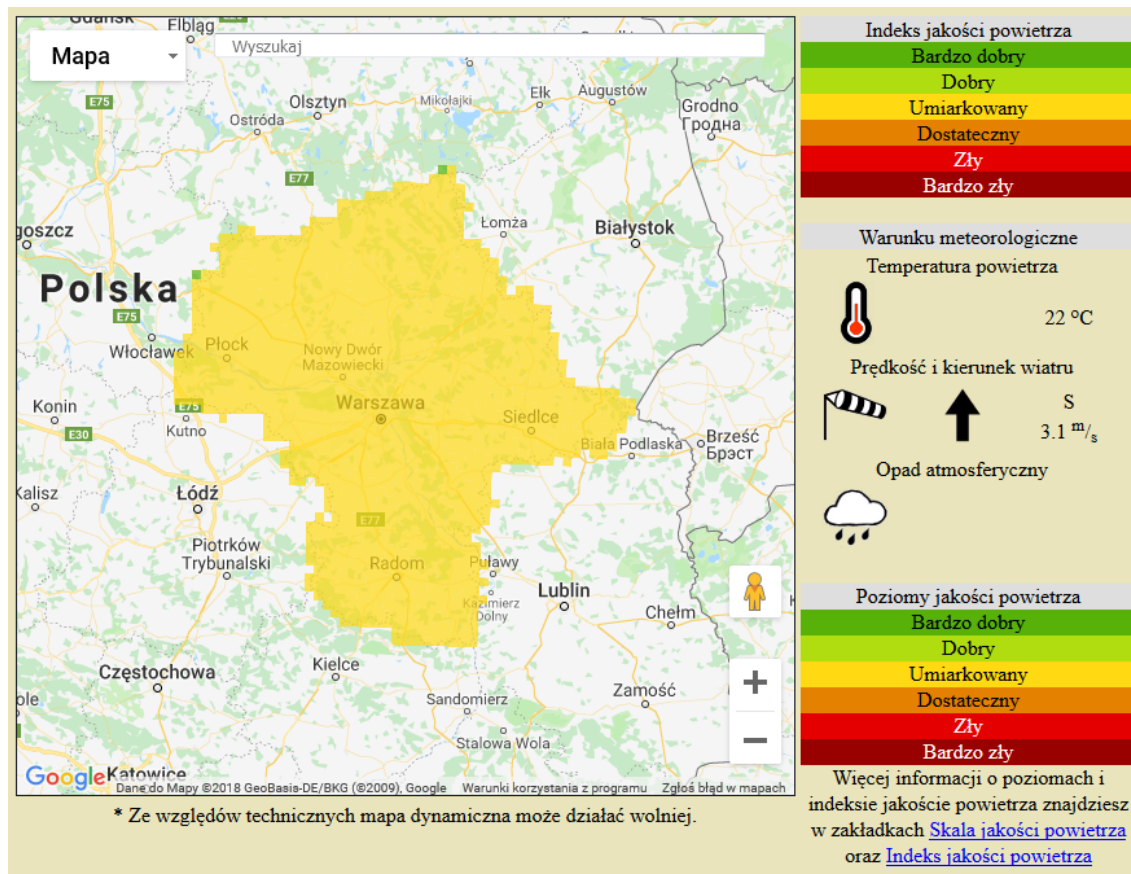 Gdańsk
Elbląg
Mapa
Wyszukaj
E75
Olsztyn
Mikołajki
Ełk
Augustów
Ostróda
Grodno
Гродна
E77
Łomża
goszcz
Białystok
Polska
E75
Włocławek
Płock
Nowy Dwór
Mazowiecki
Konin
E75
Warszawa
Siedlce
E30
Kutno
Biała Podlaska
Brześć
Брэст
Kalisz
Łódź
E77
Piotrków
Trybunalski
Radom
Puławy
Lublin
Kazimierz
Dolny
Chełm
Częstochowa
Kielce
ole
Sandomierz
Zamość
Stalowa Wola
Google
Katowice
Dane do Mapy ©2018 GeoBasis-DE/BKG (©2009), Google
Warunki korzystania z programu
Zgłoś błąd w mapach
* Ze względów technicznych mapa dynamiczna może działać wolniej.
Indeks jakości powietrza
Bardzo dobry
Dobry
Umiarkowany
Dostateczny
Zły
Bardzo zły
Warunku meteorologiczne
Temperatura powietrza
22 °C
Prędkość i kierunek wiatru
S
3.1 m/s
Opad atmosferyczny
Poziomy jakości powietrza
Bardzo dobry
Dobry
Umiarkowany
Dostateczny
Zły
Bardzo zły
Więcej informacji o poziomach i
indeksie jakoście powietrza znajdziesz
w zakładkach Skala jakości powietrza
oraz Indeks jakości powietrza